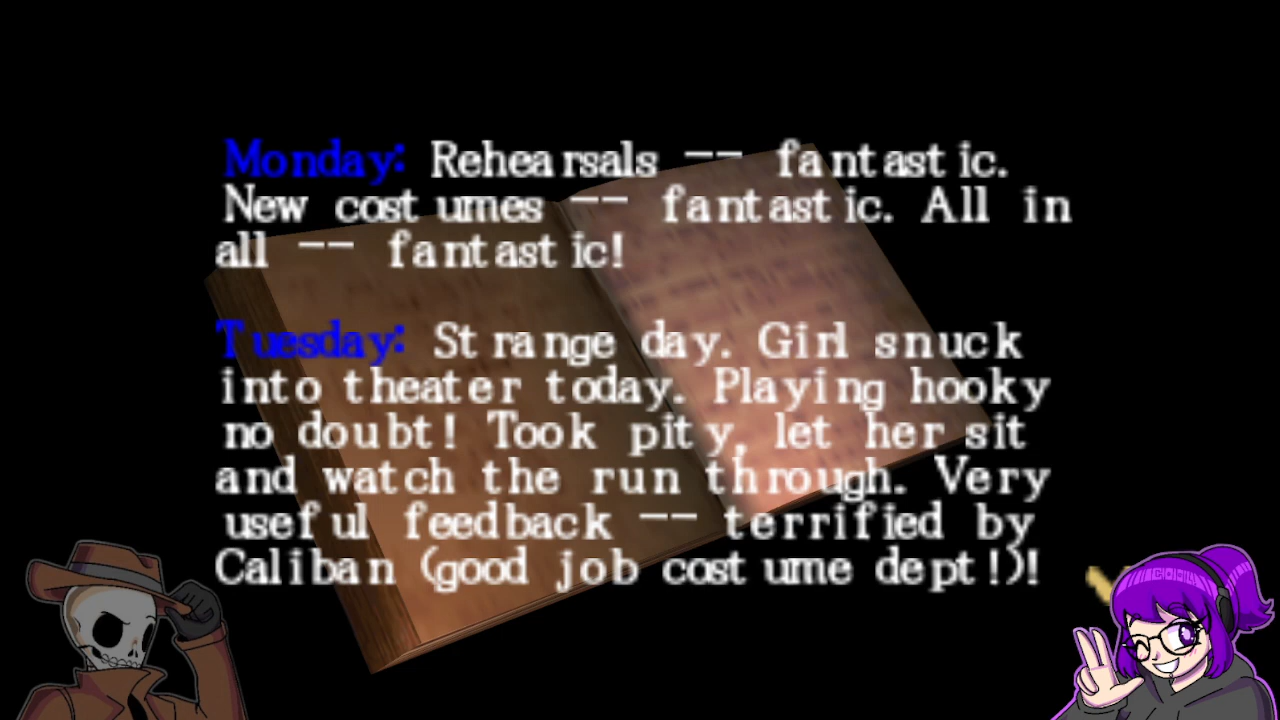 Monday: Rehearsals -- fantastic.
New costumes -- fantastic. All in
all -- fantastic!
Tuesday: Strange day. Girl snuck
into theater today. Playing hooky
no doubt! Took pity, let her sit
and watch the run through. Very
useful feedback -- terrified by
Caliban (good job costume dept!)!